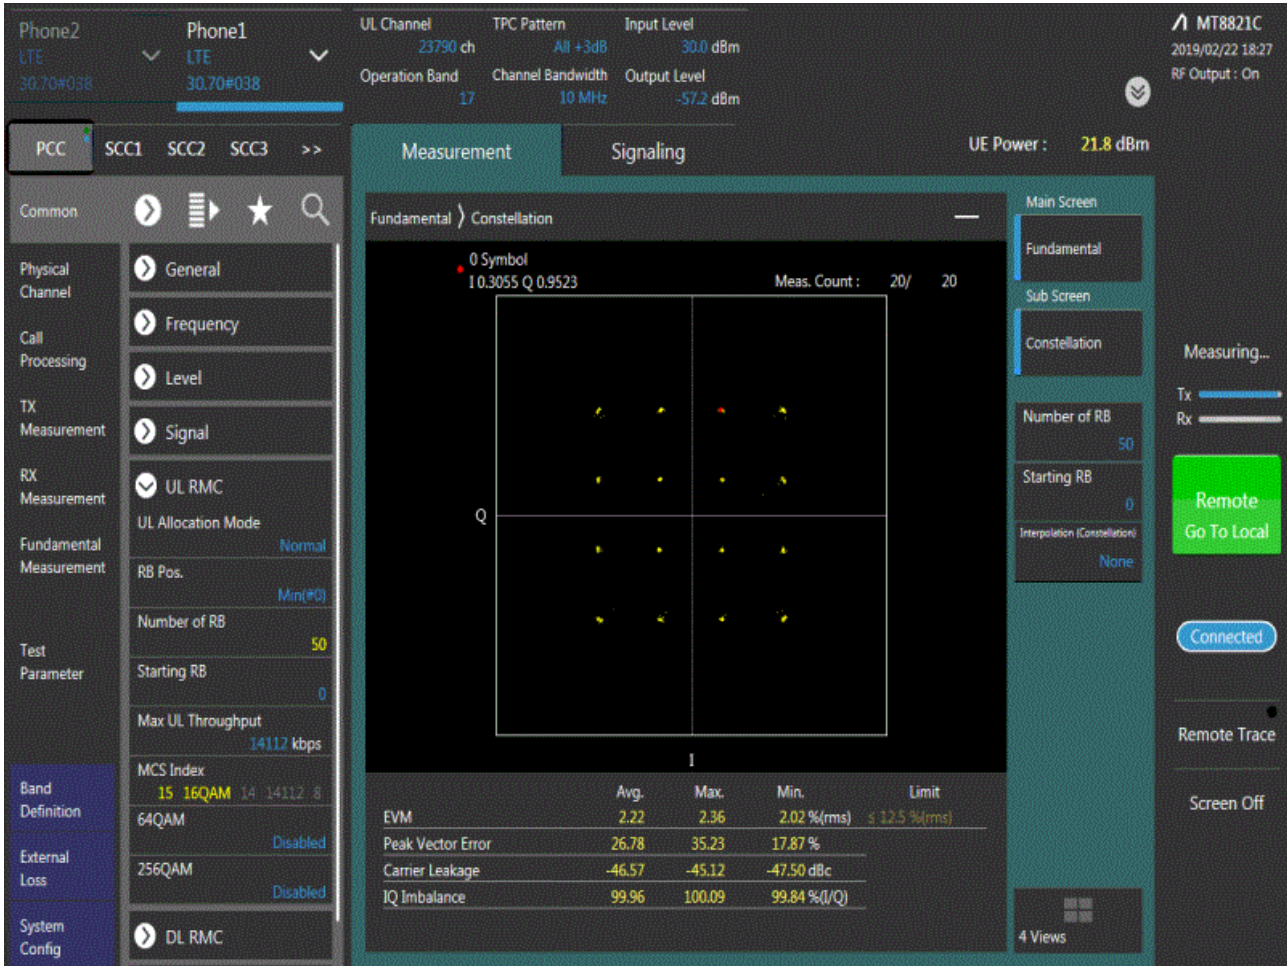 Phone2
LTE
30.70#038
Phone1
LTE
30.70#038
UL Channel
23790 ch
Operation Band
17
TPC Pattern
All +3dB
Channel Bandwidth
10 MHz
Input Level
30.0 dBm
Output Level
-57.2 dBm
MT8821C
2019/02/22 18:27
RF Output : On
PCC SCC1 SCC2 SCC3 >>
Measurement Signaling
UE Power : 21.8 dBm
Common
Physical
Channel
Call
Processing
TX
Measurement
RX
Measurement
Fundamental
Measurement
Test
Parameter
Band
Definition
External
Loss
System
Config
General
Frequency
Level
Signal
UL RMC
UL Allocation Mode
Normal
RB Pos.
Min(#0)
Number of RB
50
Starting RB
0
Max UL Throughput
14112 kbps
MCS Index
15 16QAM 14 14112 8
64QAM
Disabled
256QAM
Disabled
DL RMC
Fundamental 〉 Constellation
0 Symbol
I 0.3055 Q 0.9523
Meas. Count : 20/ 20
Q
I
Avg. Max. Min. Limit
EVM 2.22 2.36 2.02 %(rms) ≤ 12.5 %(rms)
Peak Vector Error 26.78 35.23 17.87 %
Carrier Leakage -46.57 -45.12 -47.50 dBc
IQ Imbalance 99.96 100.09 99.84 %(I/Q)
Main Screen
Fundamental
Sub Screen
Constellation
Number of RB
50
Starting RB
0
Interpolation (Constellation)
None
4 Views
Measuring...
Tx
Rx
Remote
Go To Local
Connected
Remote Trace
Screen Off